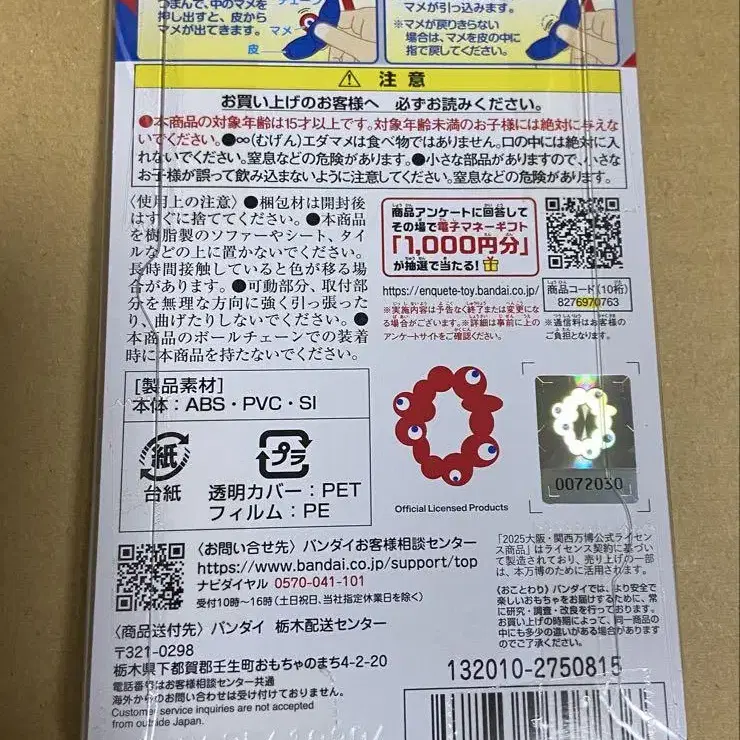 つまんで、中のマメを
押し出すと、皮から
マメが出てきます。
マメ
皮
マメが引っ込みます。
※マメが戻りきらない
場合は、マメを皮の中に
指で戻してください。
注意
お買い上げのお客様へ 必ずお読みください。
●本商品の対象年齢は15才以上です。対象年齢未満のお子様には絶対に与えな
いでください。●∞(むげん)エダマメは食べ物ではありません。口の中には絶対に入
れないでください。窒息などの危険があります。●小さな部品がありますので、小さな
お子様が誤って飲み込まないように注意してください。窒息などの危険があります。
〈使用上の注意〉●梱包材は開封後
はすぐに捨ててください。●本商品
を樹脂製のソファーやシート、タイ
ルなどの上に置かないでください。
長時間接触していると色が移る場合
があります。●可動部分、取付部
分を無理な方向に強く引っ張った
り、曲げたりしないでください。●
本商品のボールチェーンでの装着
時に本商品を持たないでください。
商品アンケートに回答して
その場で電子マネーギフト
「1,000円分」
が抽選で当たる!
https://enquete-toy.bandai.co.jp/
※実施内容は予告なく終了または変更にな
る場合がございます。※詳細は事前に上の
アンケートサイトをご確認ください。
商品コード(10桁)
8276970763
※通信料はお客様の
ご負担となります。
[製品素材]
本体:ABS・PVC・SI
紙
台紙
プラ
透明カバー:PET
フィルム:PE
Official Licensed Products
0072030
〈お問い合せ先〉バンダイお客様相談センター
https://www.bandai.co.jp/support/top
ナビダイヤル 0570-041-101
受付10時〜16時(土日祝日、当社指定休業日を除く)
「2025大阪・関西万博公式ライセン
ス商品」はライセンス契約に基づい
て製造されており、売り上げの一部
は、本万博のために活用されます。
〈おことわり〉バンダイでは、より安全で
楽しいおもちゃをお届けするために、常
に研究・調査・改良を行っております。
お買い上げの時期によって、同一商品の
中にも多少の違いがある場合があります
のでご了承ください。
〈商品送付先〉バンダイ 栃木配送センター
〒321-0298
栃木県下都賀郡壬生町おもちゃのまち4-2-20
電話番号はお客様相談センター共通
海外からのお問い合わせは受け付けておりません。
Customer service inquiries are not accepted
from outside Japan.
132010-2750815